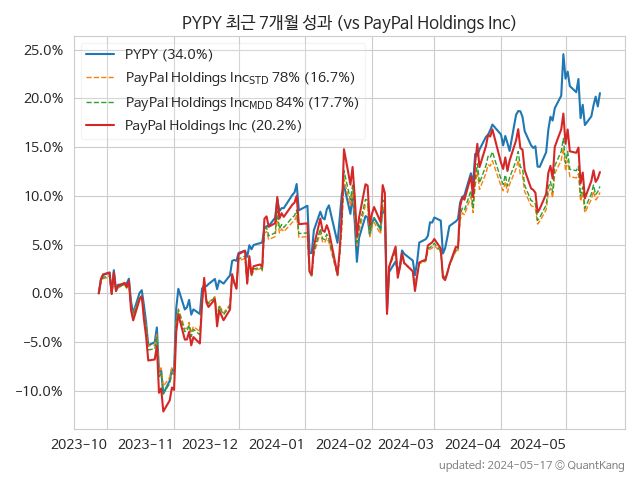 PYPY 최근 7개월 성과 (vs PayPal Holdings Inc)
25.0%
20.0%
15.0%
10.0%
5.0%
0.0%
−5.0%
−10.0%
PYPY (34.0%)
PayPal Holdings IncSTD 78% (16.7%)
PayPal Holdings IncMDD 84% (17.7%)
PayPal Holdings Inc (20.2%)
2023-10 2023-11 2023-12 2024-01 2024-02 2024-03 2024-04 2024-05
updated: 2024-05-17 ⓒ QuantKang